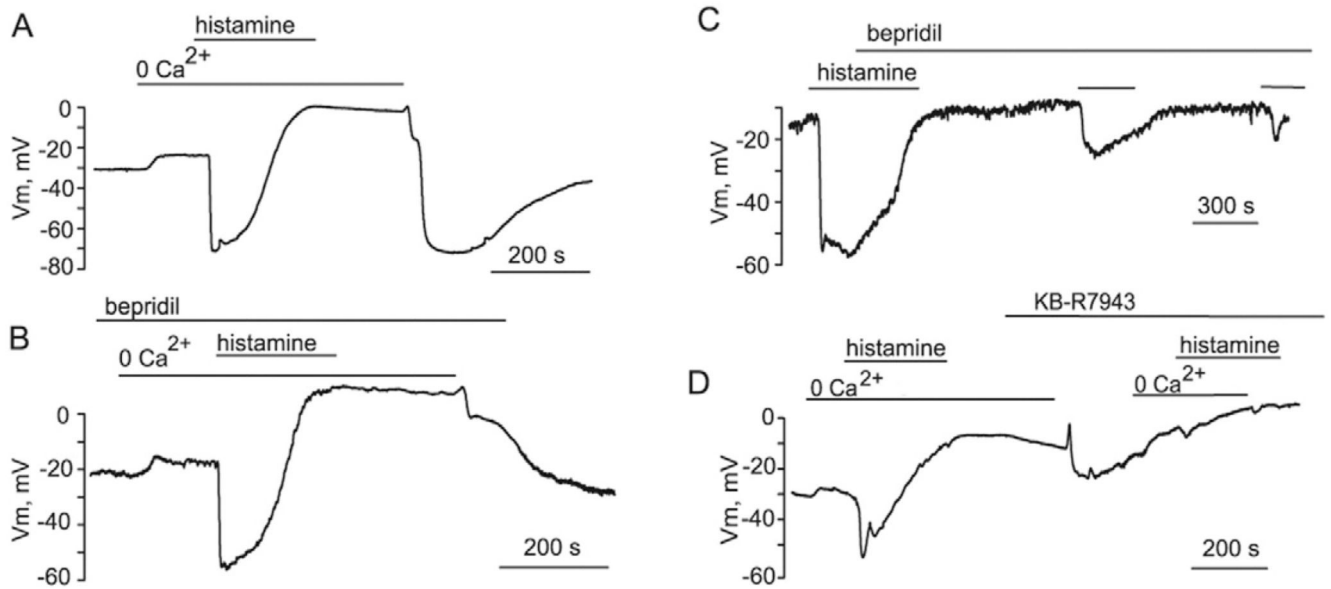 A
histamine
0 Ca2+
0
-20
-40
-60
-80
Vm, mV
200 s
bepridil
B
0 Ca2+
histamine
0
-20
-40
-60
Vm, mV
200 s
C
bepridil
histamine
-20
-40
-60
Vm, mV
300 s
KB-R7943
D
histamine
histamine
0 Ca2+
0 Ca2+
0
-20
-40
-60
Vm, mV
200 s